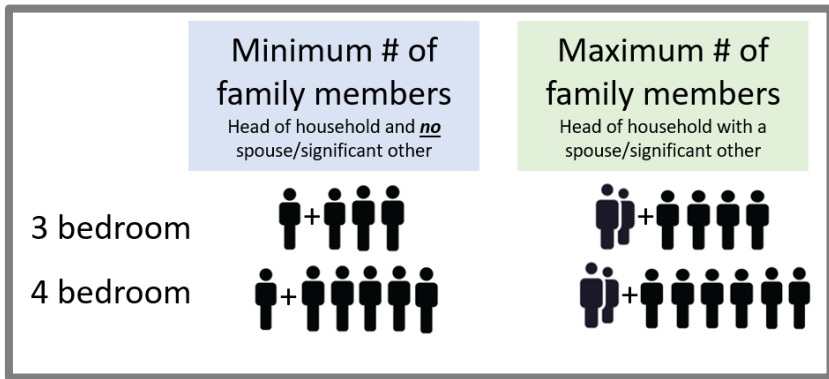 Minimum # of
family members
Head of household and no
spouse/significant other
Maximum # of
family members
Head of household with a
spouse/significant other
3 bedroom
+
+
4 bedroom
+
+